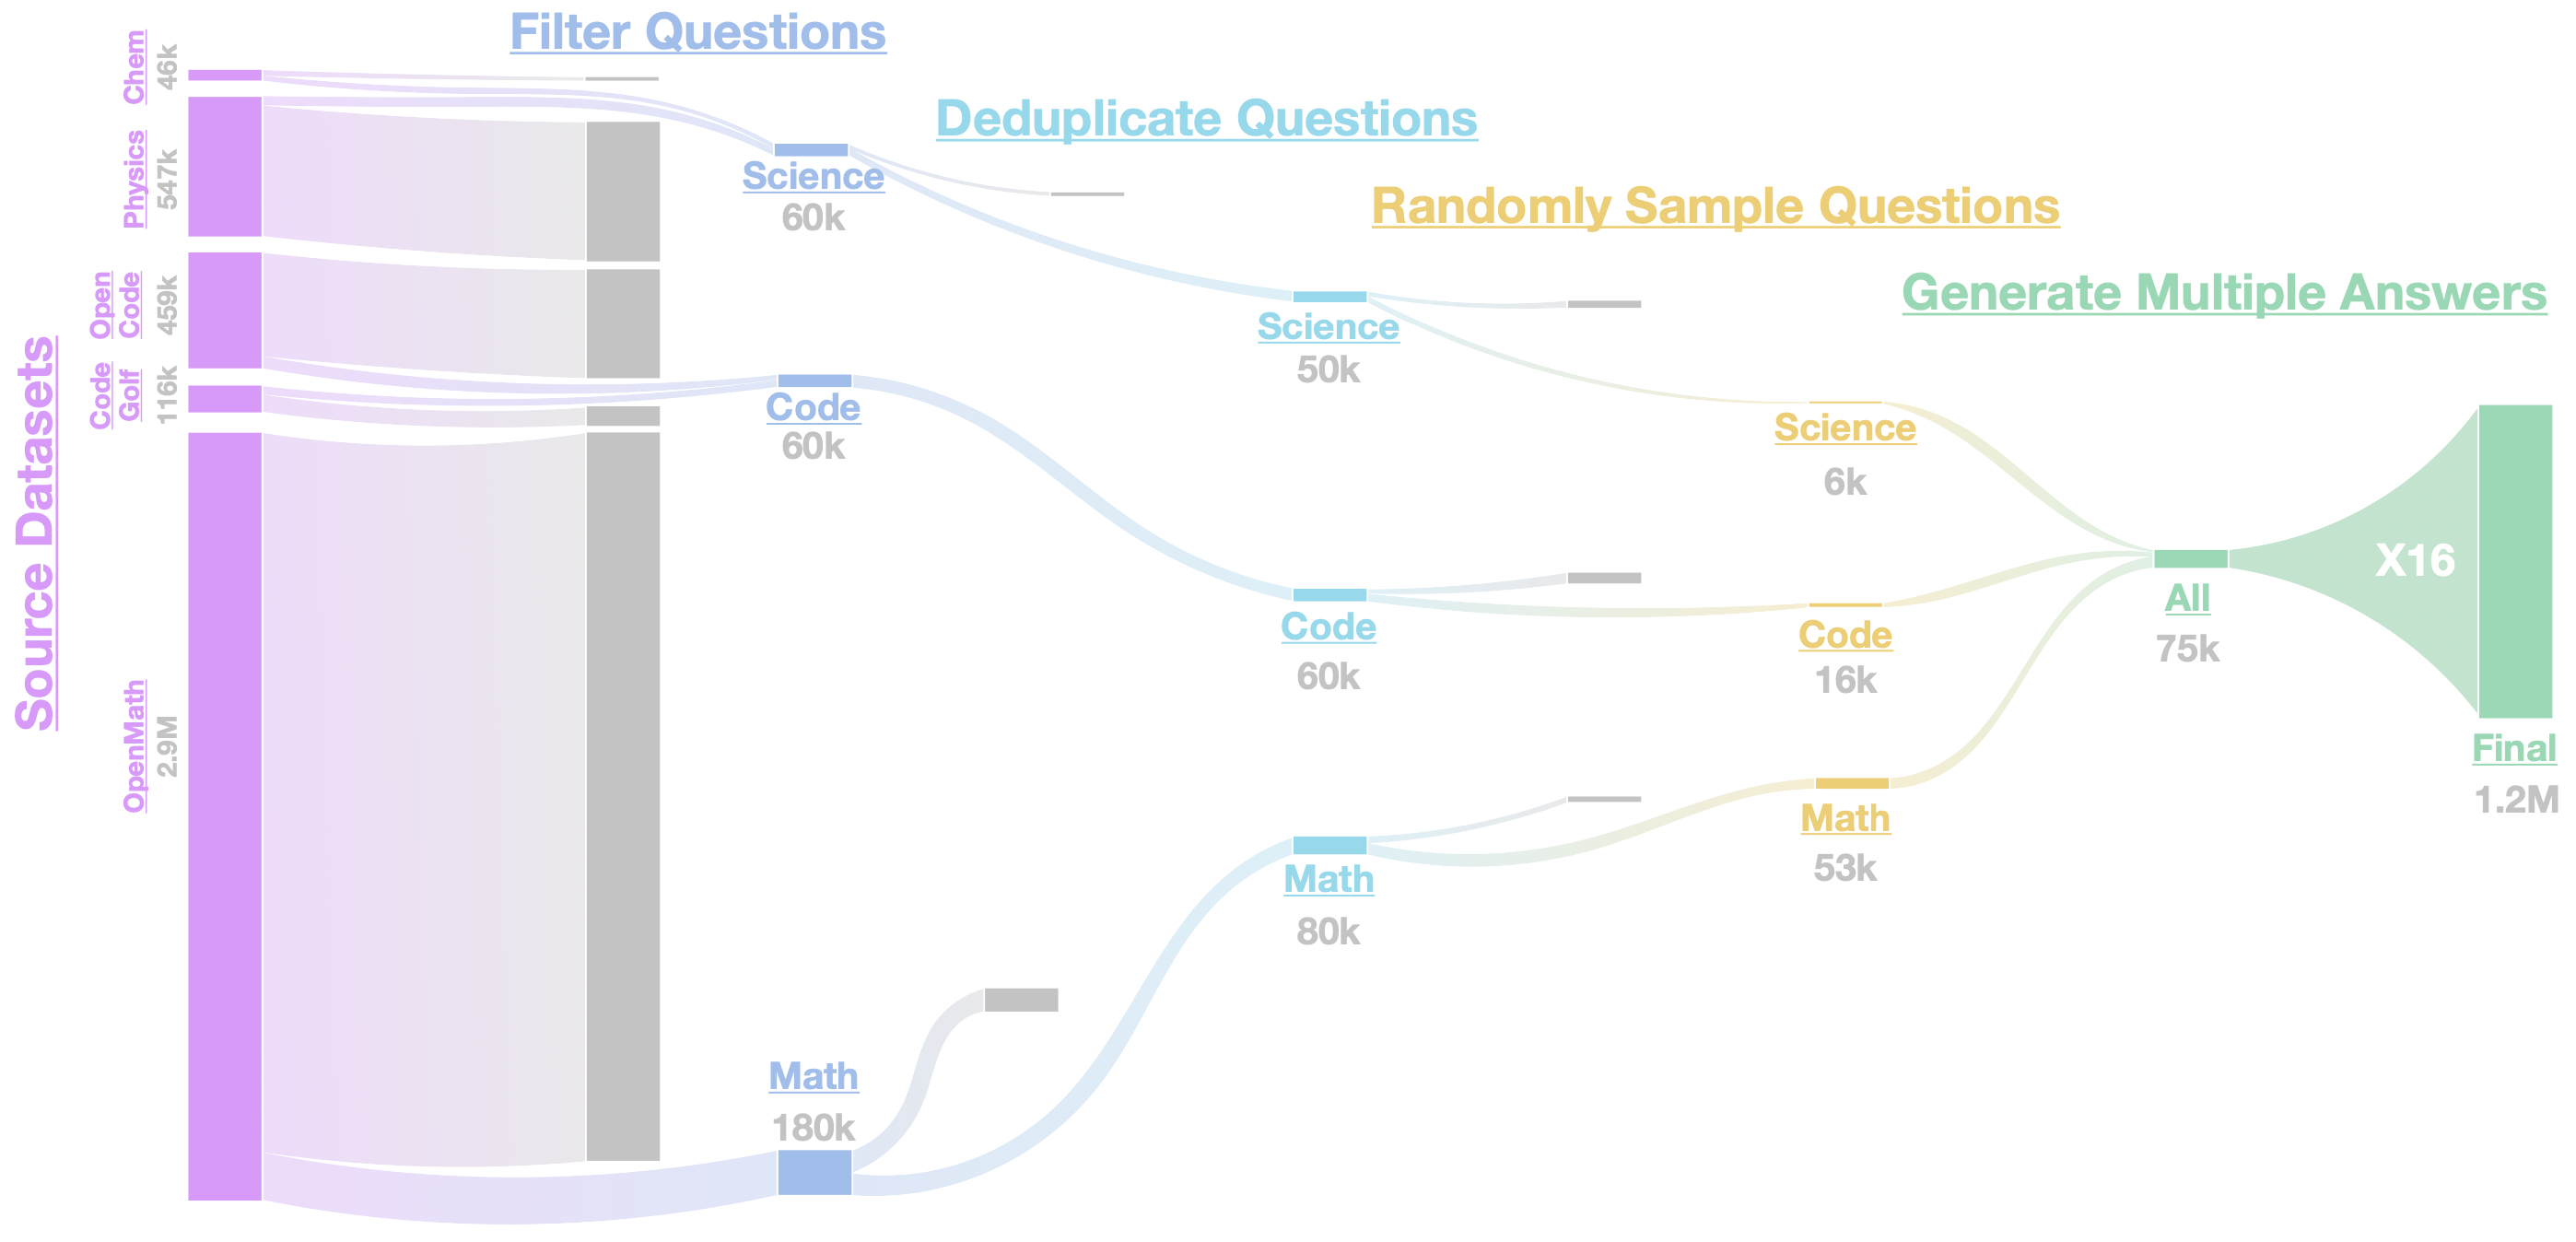 Filter Questions
Deduplicate Questions
Randomly Sample Questions
Generate Multiple Answers
Source Datasets
Chem
46k
Physics
547k
Open
Code
459k
Code
Golf
116k
OpenMath
2.9M
Science
60k
Code
60k
Math
180k
Science
50k
Code
60k
Math
80k
Science
6k
Code
16k
Math
53k
All
75k
X16
Final
1.2M